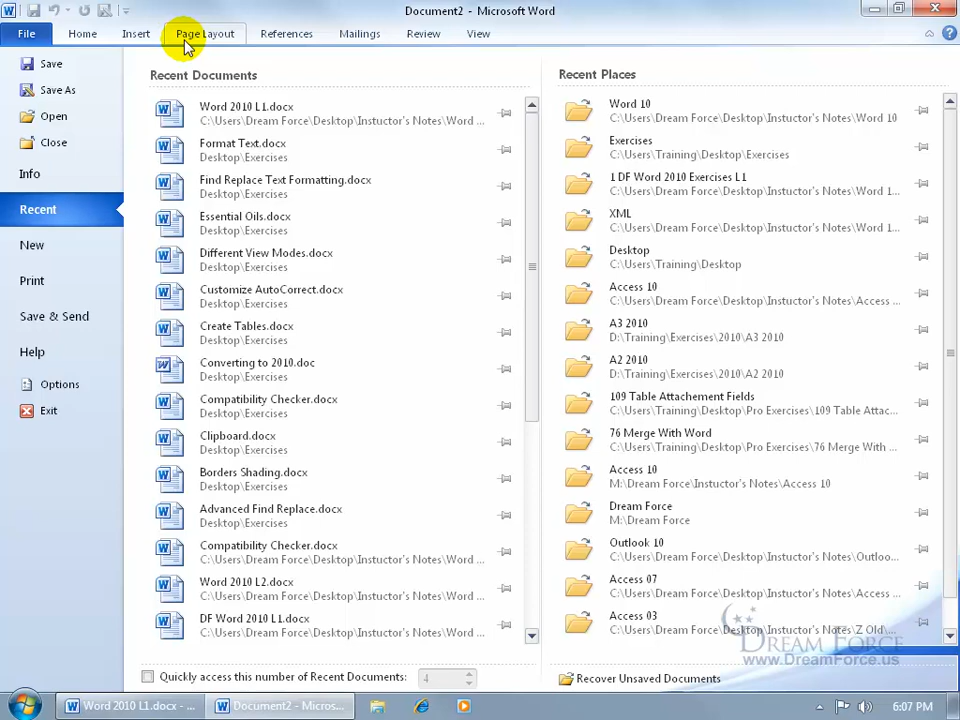 Document2 - Microsoft Word
File Home Insert Page Layout References Mailings Review View
Save
Save As
Open
Close
Info
Recent
New
Print
Save & Send
Help
Options
Exit
Recent Documents
Word 2010 L1.docx
C:\Users\Dream Force\Desktop\Instuctor's Notes\Word ...
Format Text.docx
Desktop\Exercises
Find Replace Text Formatting.docx
Desktop\Exercises
Essential Oils.docx
Desktop\Exercises
Different View Modes.docx
Desktop\Exercises
Customize AutoCorrect.docx
Desktop\Exercises
Create Tables.docx
Desktop\Exercises
Converting to 2010.doc
Desktop\Exercises
Compatibility Checker.docx
Desktop\Exercises
Clipboard.docx
Desktop\Exercises
Borders Shading.docx
Desktop\Exercises
Advanced Find Replace.docx
Desktop\Exercises
Compatibility Checker.docx
C:\Users\Dream Force\Desktop\Instuctor's Notes\Word ...
Word 2010 L2.docx
C:\Users\Dream Force\Desktop\Instuctor's Notes\Word ...
DF Word 2010 L1.docx
C:\Users\Dream Force\Desktop\Instuctor's Notes\Word ...
Quickly access this number of Recent Documents: 4
Recent Places
Word 10
C:\Users\Dream Force\Desktop\Instuctor's Notes\Word 10
Exercises
C:\Users\Training\Desktop\Exercises
1 DF Word 2010 Exercises L1
C:\Users\Dream Force\Desktop\Instuctor's Notes\Word 1...
XML
C:\Users\Dream Force\Desktop\Instuctor's Notes\Word 1...
Desktop
C:\Users\Training\Desktop
Access 10
C:\Users\Dream Force\Desktop\Instuctor's Notes\Access ...
A3 2010
D:\Training\Exercises\2010\A3 2010
A2 2010
D:\Training\Exercises\2010\A2 2010
109 Table Attachement Fields
C:\Users\Training\Desktop\Pro Exercises\109 Table Attac...
76 Merge With Word
C:\Users\Training\Desktop\Pro Exercises\76 Merge With ...
Access 10
M:\Dream Force\Instuctor's Notes\Access 10
Dream Force
M:\Dream Force
Outlook 10
C:\Users\Dream Force\Desktop\Instuctor's Notes\Outloo...
Access 07
C:\Users\Dream Force\Desktop\Instuctor's Notes\Access ...
Access 03
C:\Users\Dream Force\Desktop\Instuctor's Notes\Z Old\...
Recover Unsaved Documents
DREAM FORCE
www.DreamForce.us
Word 2010 L1.docx - ...
Document2 - Micros...
6:07 PM